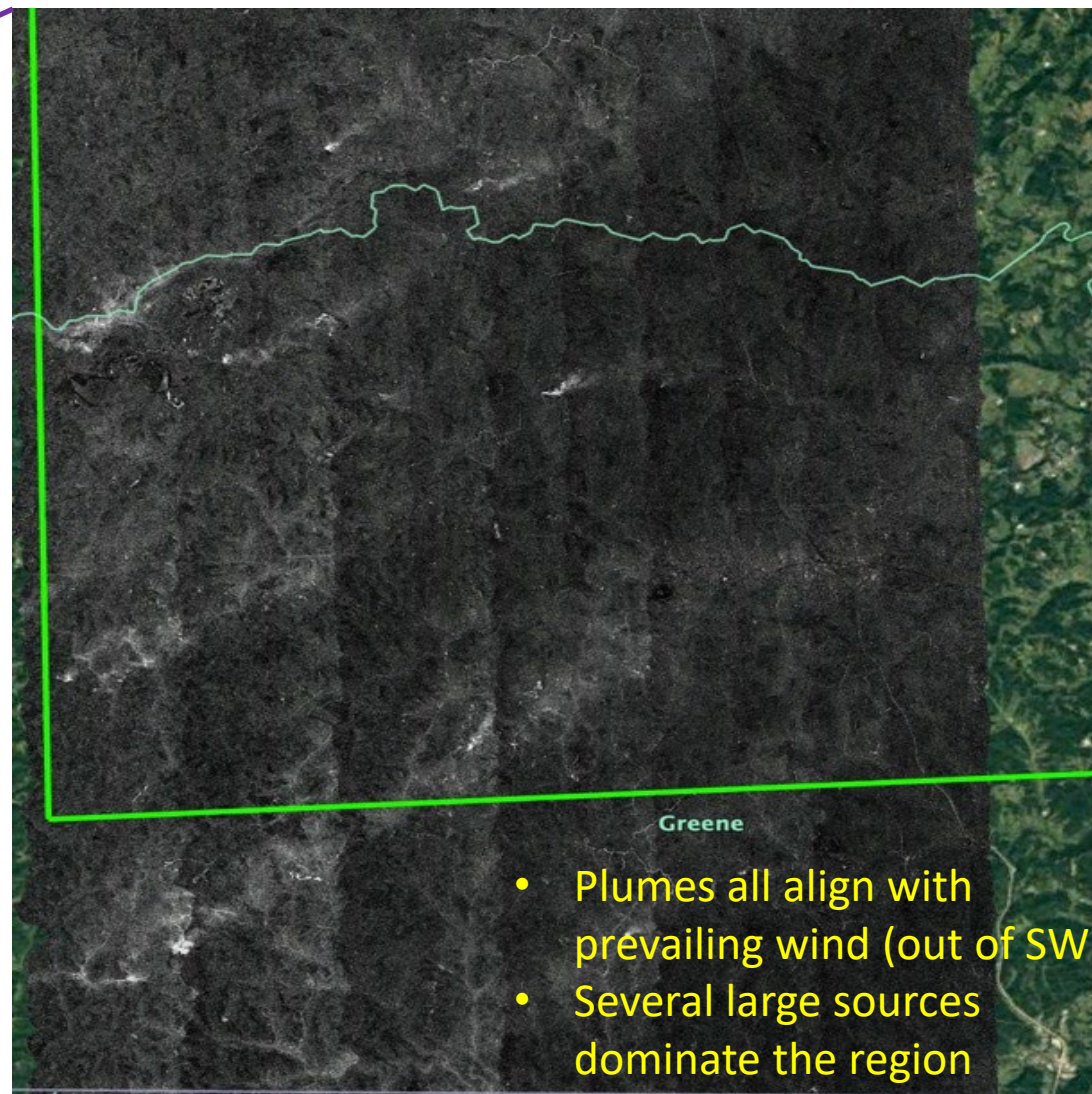 Greene
• Plumes all align with
prevailing wind (out of SW
• Several large sources
dominate the region